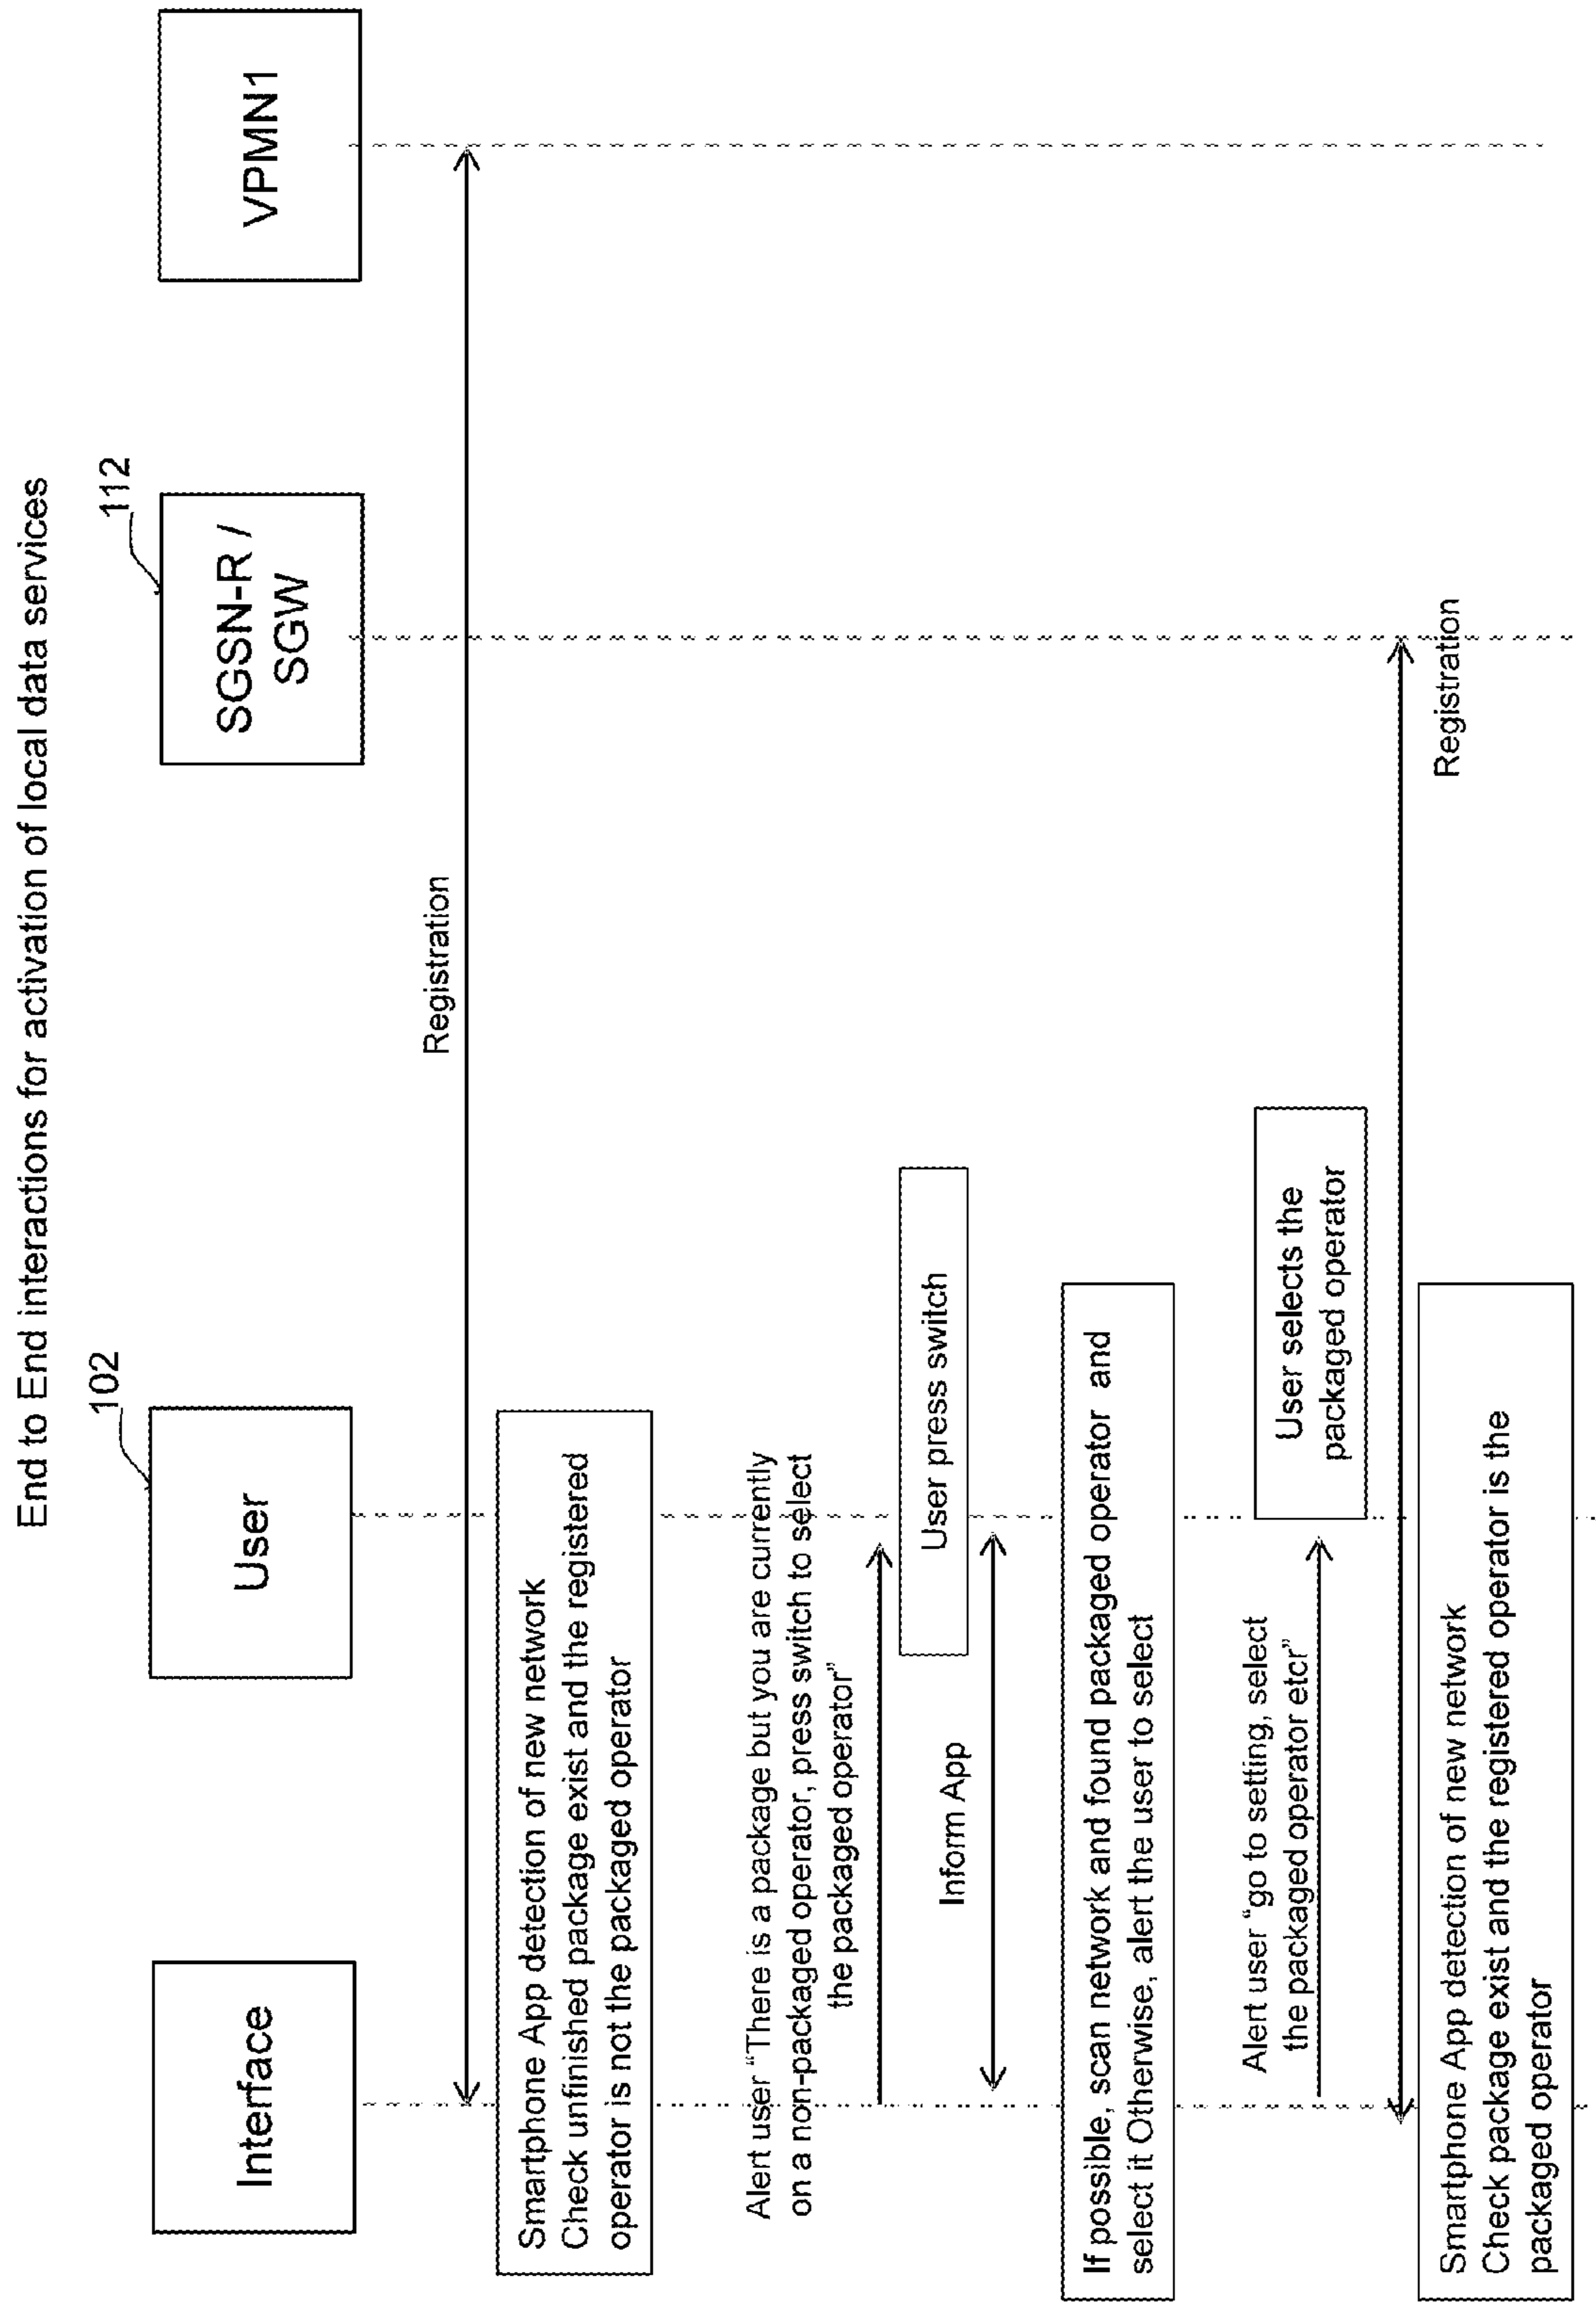 End to End interactions for activation of local data services
102
112
Interface
User
SGSN-R /
SGW
VPMN1
Registration
Smartphone App detection of new network
Check unfinished package exist and the registered
operator is not the packaged operator
Alert user “There is a package but you are currently
on a non-packaged operator, press switch to select
the packaged operator”
User press switch
Inform App
If possible, scan network and found packaged operator and
select it Otherwise, alert the user to select
Alert user “go to setting, select
the packaged operator etcr”
User selects the
packaged operator
Registration
Smartphone App detection of new network
Check package exist and the registered operator is the
packaged operator